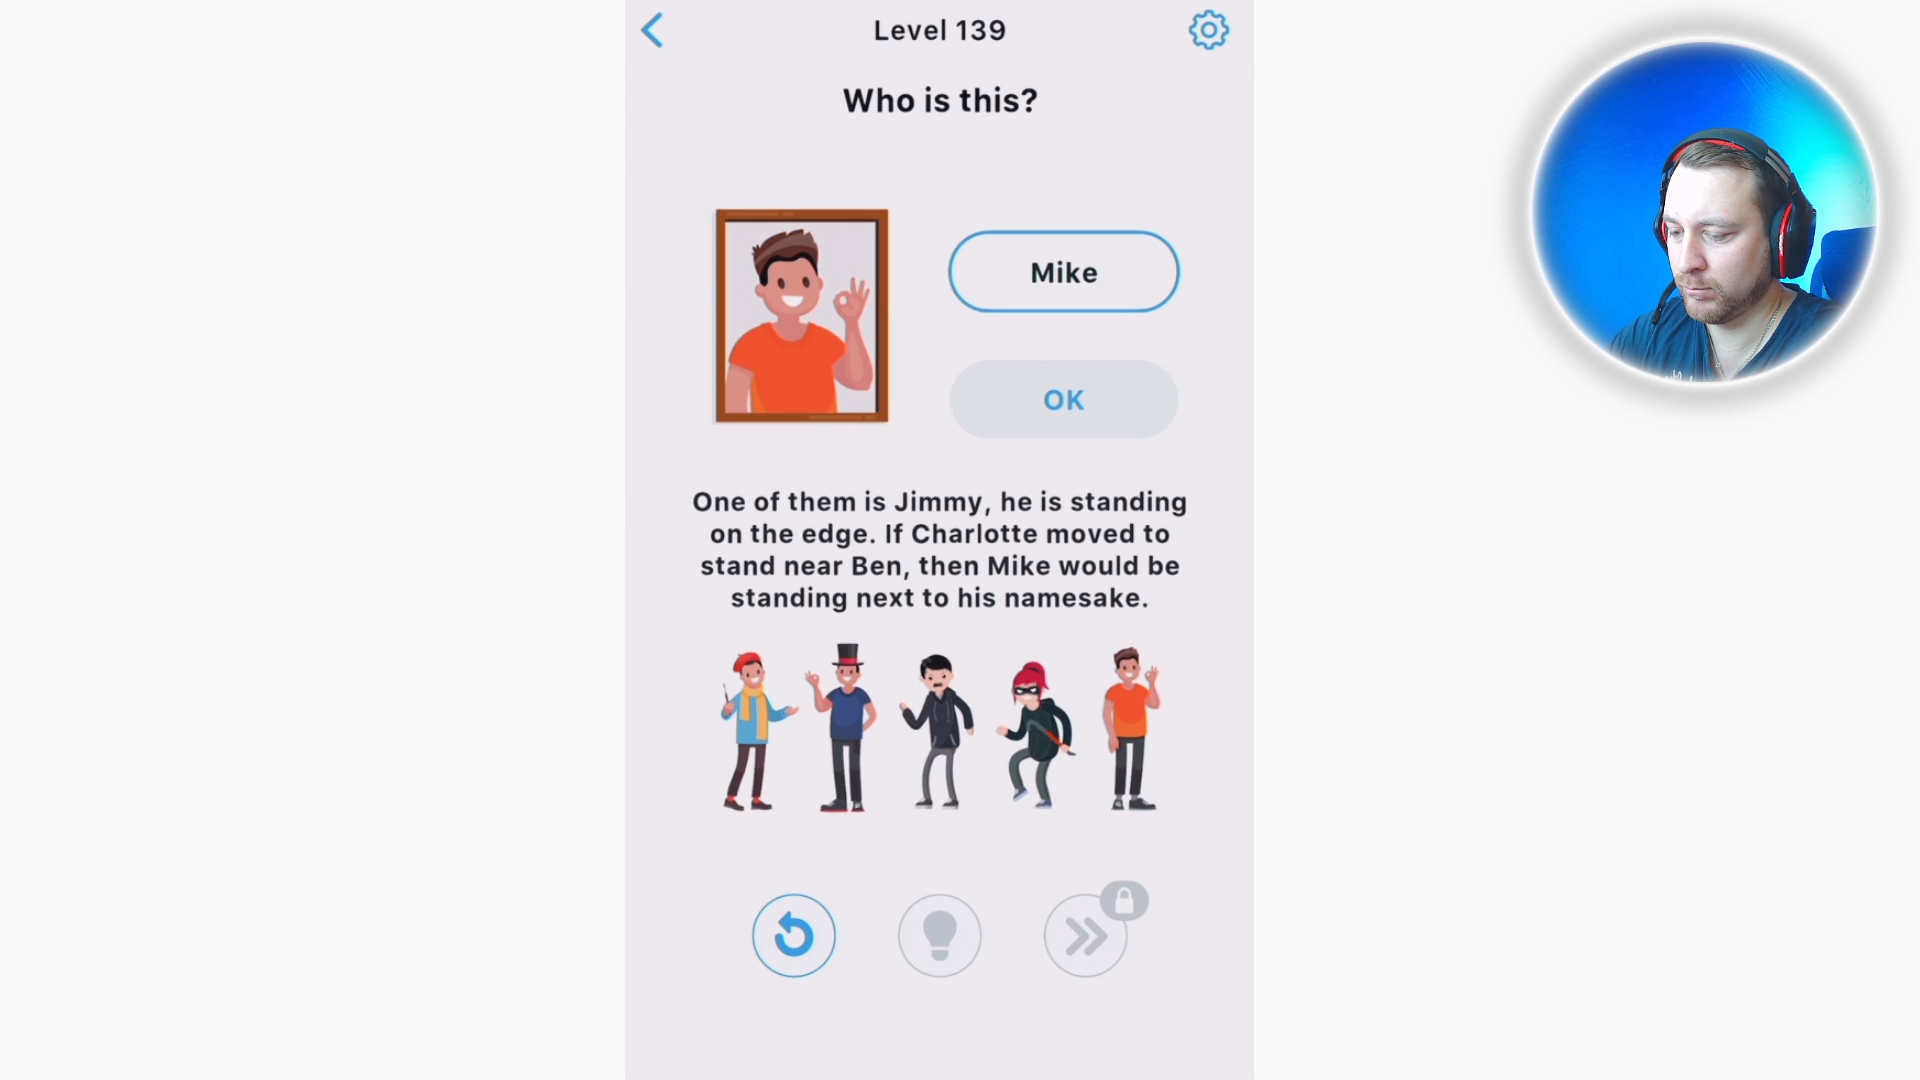 Level 139
Who is this?
Mike
OK
One of them is Jimmy, he is standing
on the edge. If Charlotte moved to
stand near Ben, then Mike would be
standing next to his namesake.